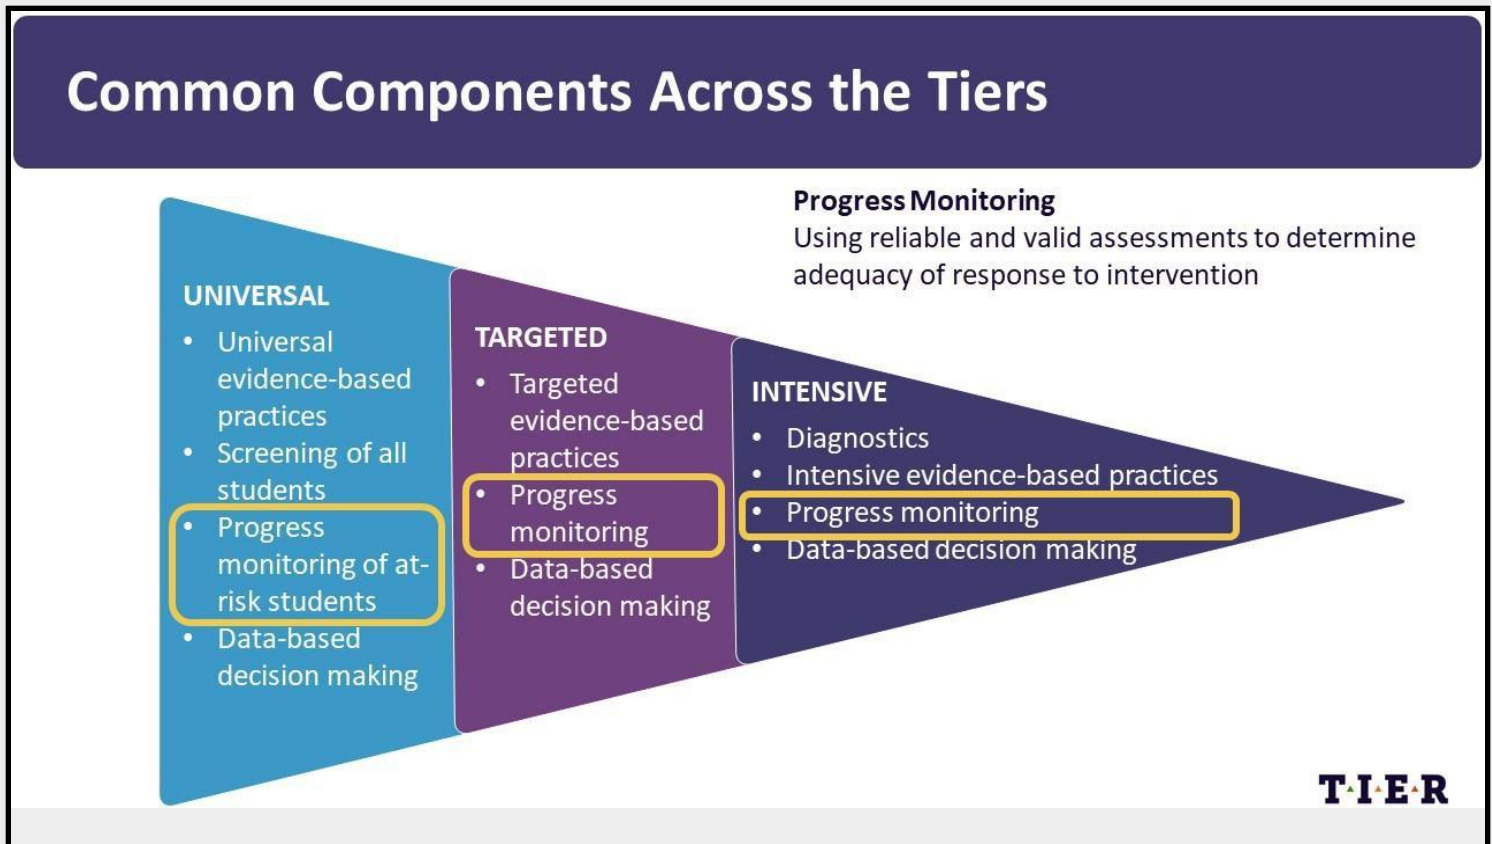 Common Components Across the Tiers
Progress Monitoring
Using reliable and valid assessments to determine
adequacy of response to intervention
UNIVERSAL
• Universal
evidence-based
practices
• Screening of all
students
• Progress
monitoring of at-
risk students
• Data-based
decision making
TARGETED
• Targeted
evidence-based
practices
• Progress
monitoring
• Data-based
decision making
INTENSIVE
• Diagnostics
• Intensive evidence-based practices
• Progress monitoring
• Data-based decision making
T·I·E·R